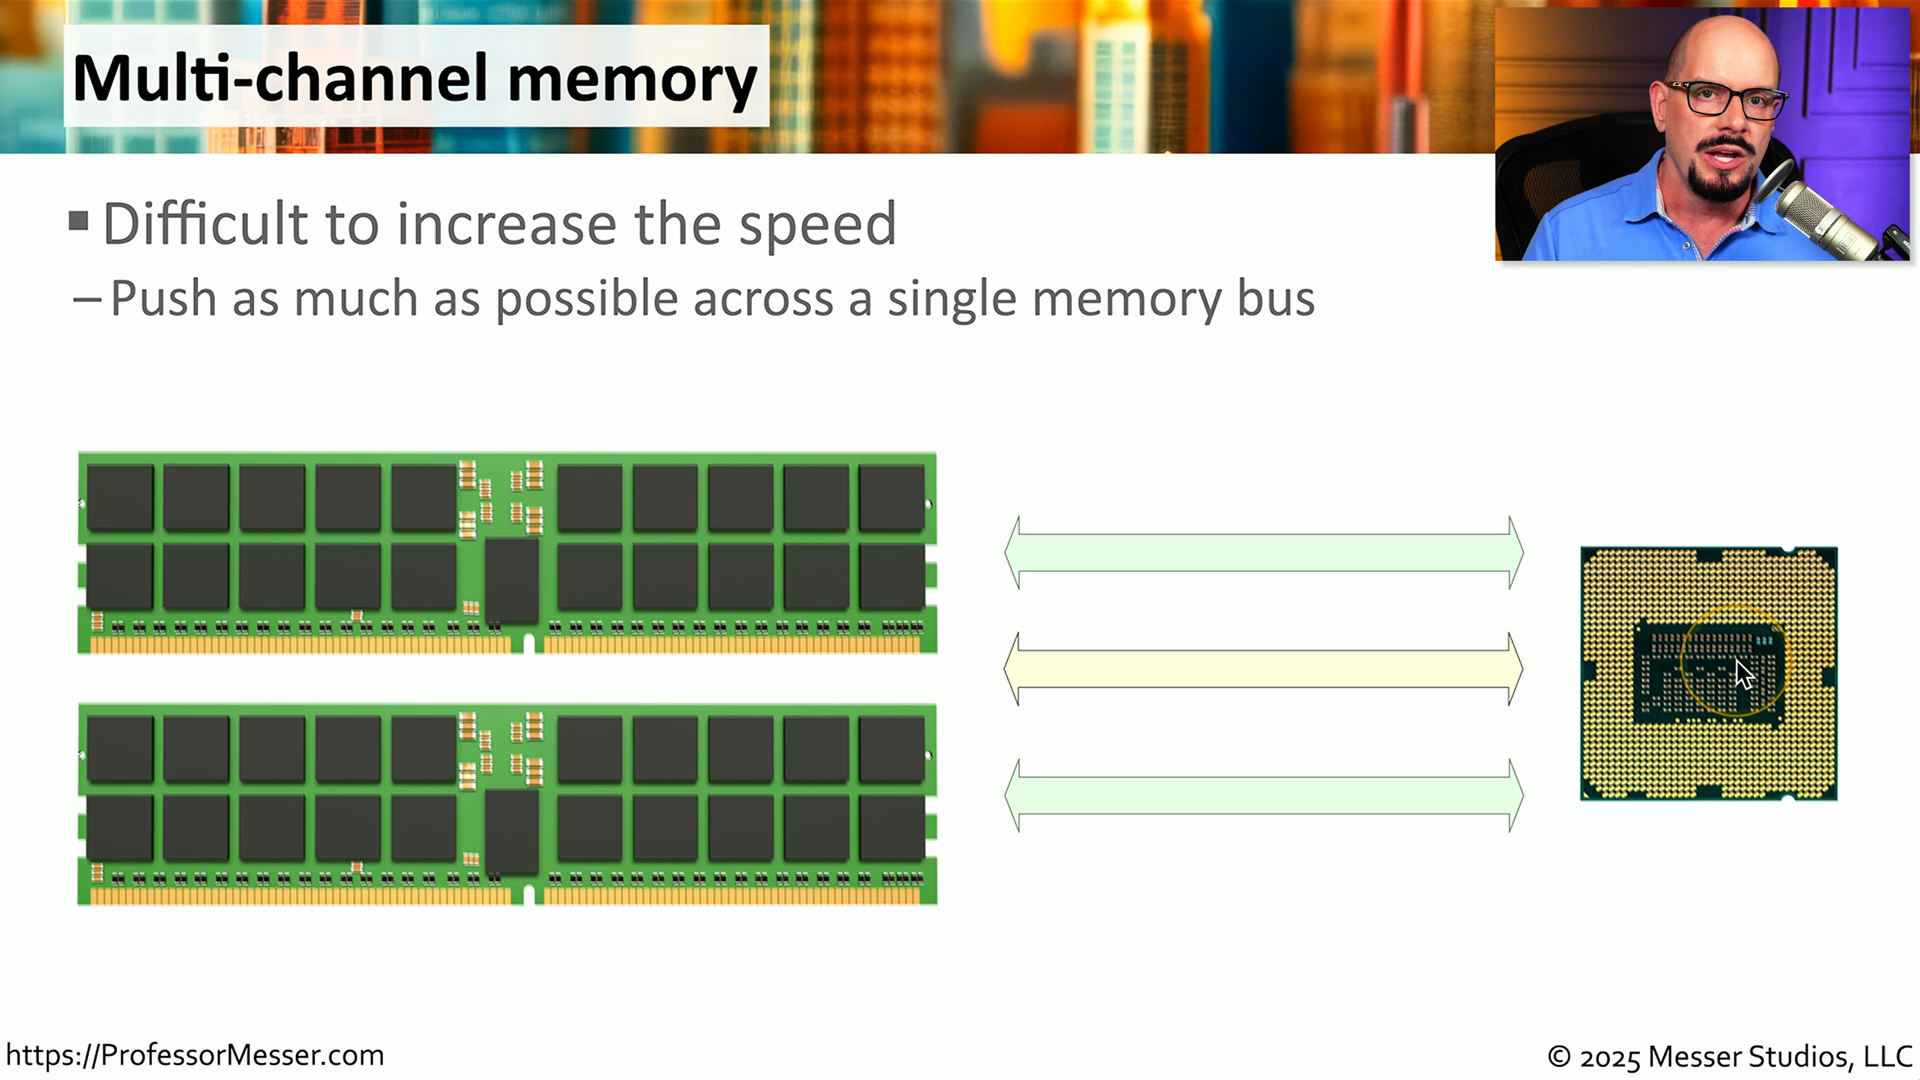 Multi-channel memory
▪ Difficult to increase the speed
– Push as much as possible across a single memory bus
https://ProfessorMesser.com
© 2025 Messer Studios, LLC